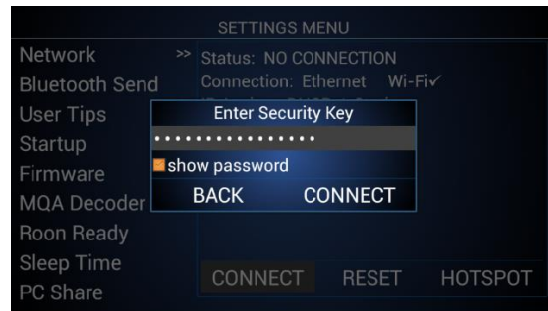 SETTINGS MENU
Network >>
Bluetooth Send
User Tips
Startup
Firmware
MQA Decoder
Roon Ready
Sleep Time
PC Share
Status: NO CONNECTION
Connection: Ethernet Wi-Fi✓
Enter Security Key
••••••••••••••••
show password
BACK CONNECT
CONNECT RESET HOTSPOT